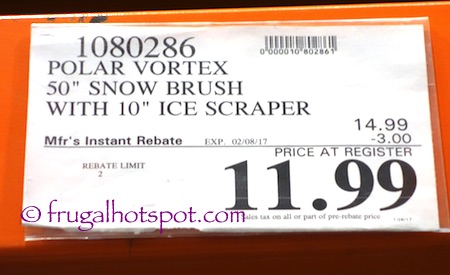 1080286
0000010802861
POLAR VORTEX
50" SNOW BRUSH
WITH 10" ICE SCRAPER
14.99
Mfr's Instant Rebate EXP. 02/08/17 -3.00
PRICE AT REGISTER
REBATE LIMIT
2
11.99
© frugalhotspot.com
sales tax on all or part of pre-rebate price